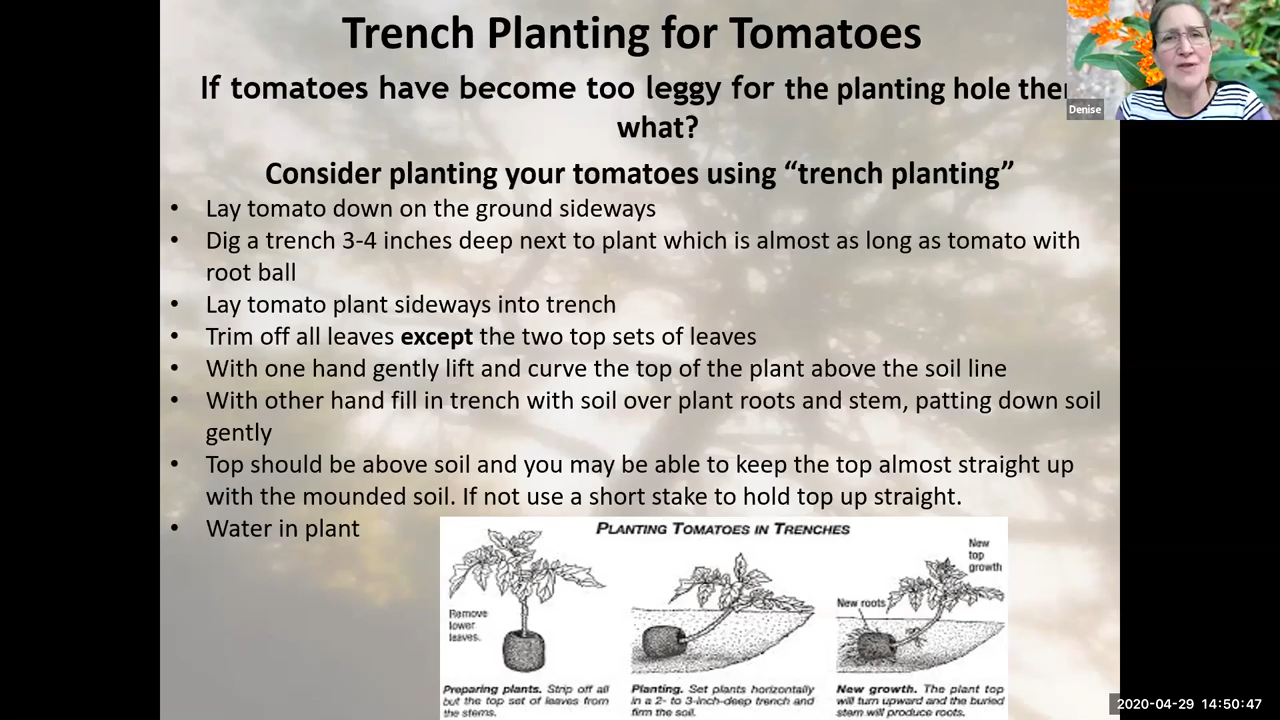 Trench Planting for Tomatoes
If tomatoes have become too leggy for the planting hole then
what?
Consider planting your tomatoes using “trench planting”
• Lay tomato down on the ground sideways
• Dig a trench 3-4 inches deep next to plant which is almost as long as tomato with
root ball
• Lay tomato plant sideways into trench
• Trim off all leaves except the two top sets of leaves
• With one hand gently lift and curve the top of the plant above the soil line
• With other hand fill in trench with soil over plant roots and stem, patting down soil
gently
• Top should be above soil and you may be able to keep the top almost straight up
with the mounded soil. If not use a short stake to hold top up straight.
• Water in plant
Denise
PLANTING TOMATOES IN TRENCHES
Remove
lower
leaves.
New roots
New
top
growth
Preparing plants. Strip off all
but the top set of leaves from
the stems.
Planting. Set plants horizontally
in a 2- to 3-inch-deep trench and
firm the soil.
New growth. The plant top
will turn upward and the buried
stem will produce roots.
2020-04-29 14:50:47